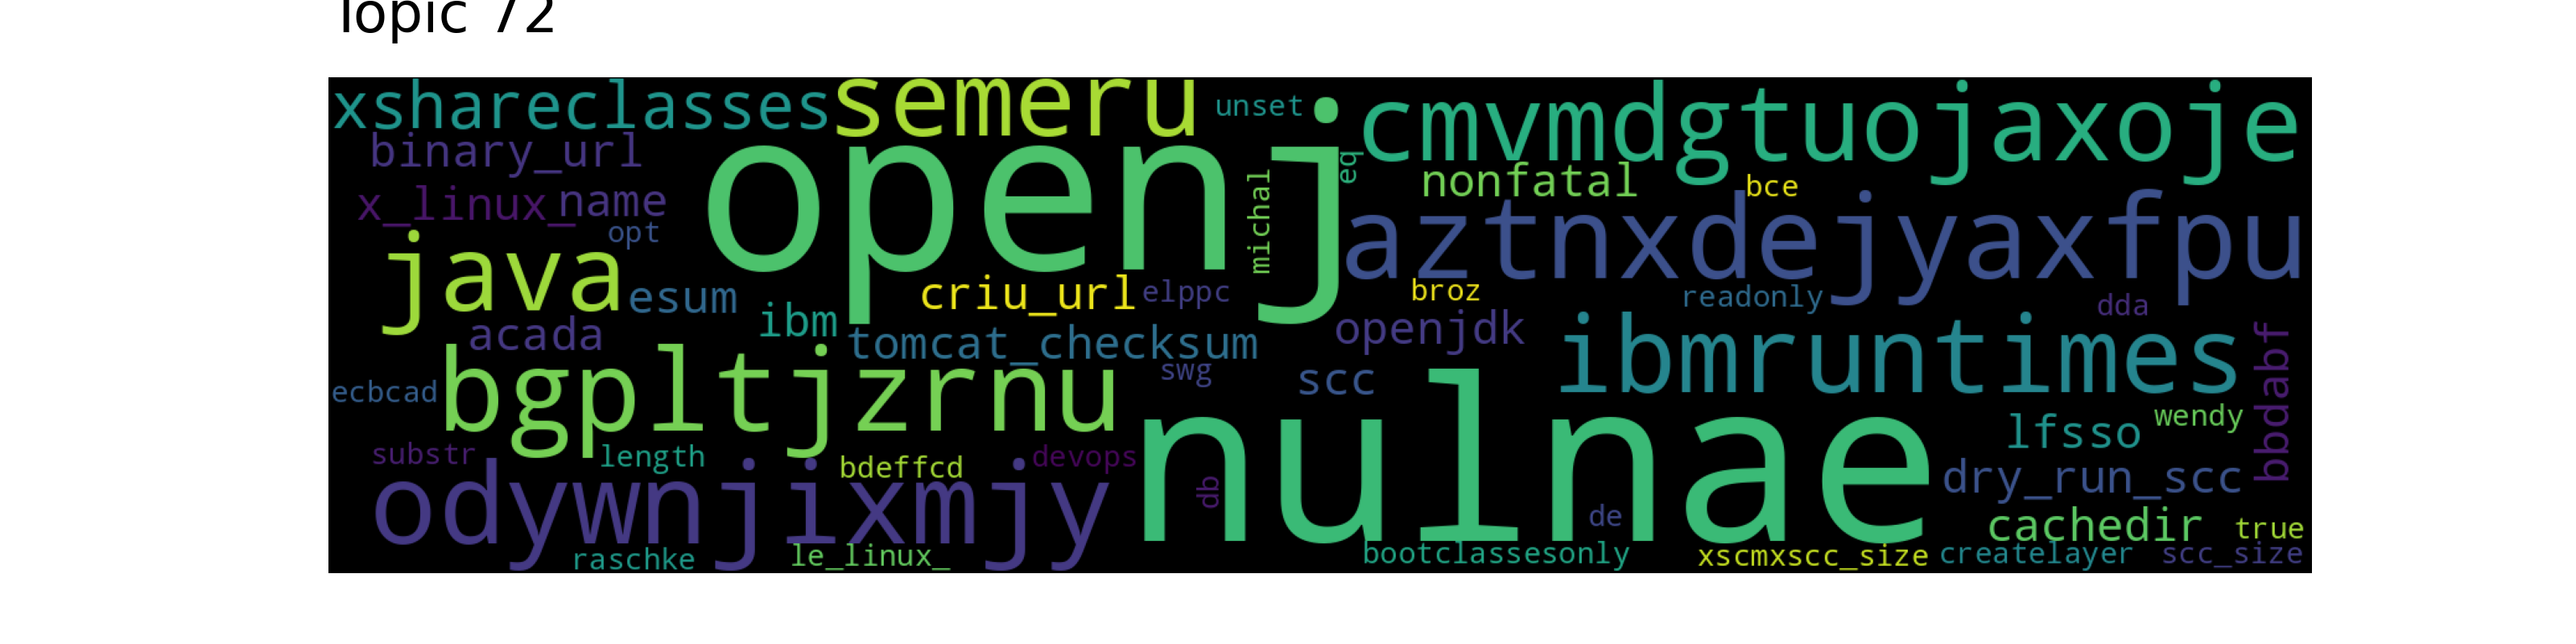 Topic 72
xshareclasses semeru unset cmvmdgtuojaxoje
binary_url openj michal eq nonfatal bce
x_linux_ name aztnxdejyaxfpu
opt
java esum criu_url elppc broz readonly dda
acada ibm tomcat_checksum openjdk ibmruntimes bbdabf
ecbcad bgpltjzrnu swg scc nulnae lfsso wendy
substr length bdeffcd devops dry_run_scc
odywnjixmjy db de cachedir true
raschke le_linux_ bootclassesonly xscmxscc_size createlayer scc_size